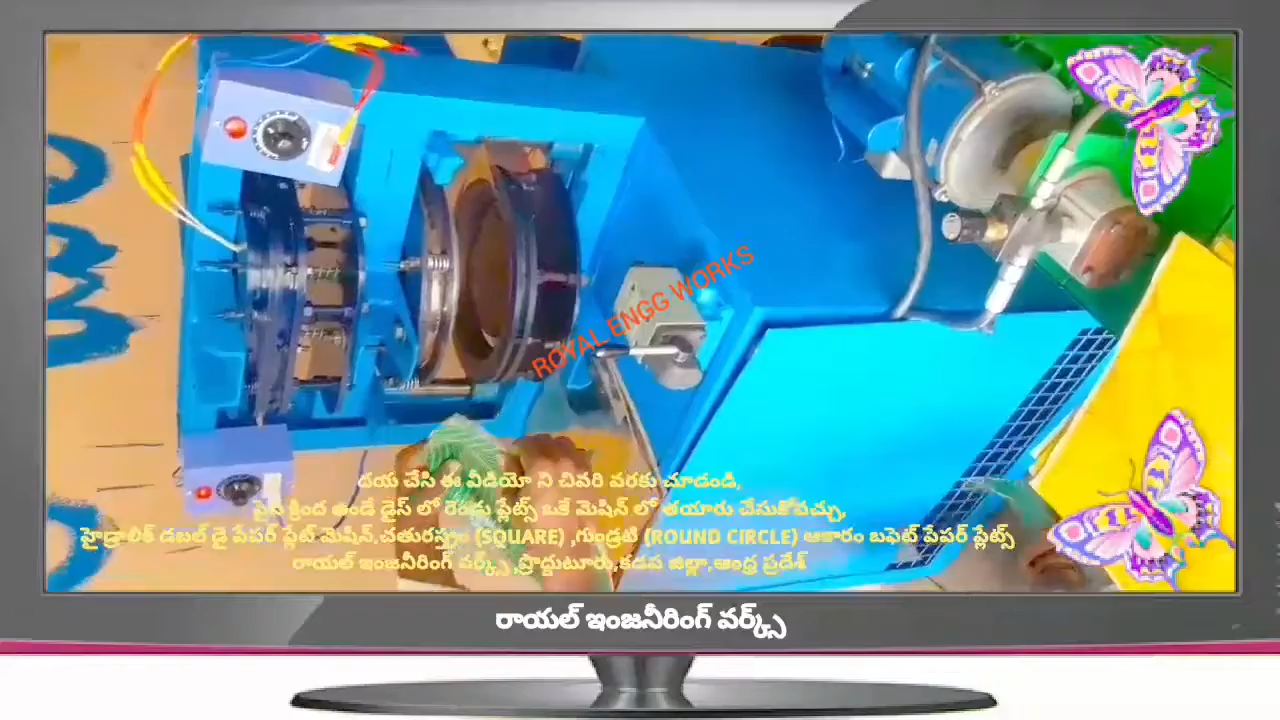 ROYAL ENGG WORKS
దయ చేసి ఈ వీడియో ని చివరి వరకు చూడండి,
పైన క్రింద ఉండే డైస్ లో రెండు ప్లేట్స్ ఒకే మెషిన్ లో తయారు చేసుకోవచ్చు,
హైడ్రాలిక్ డబల్ డై పేపర్ ప్లేట్ మెషిన్,చతురస్త్రం (SQUARE) ,గుండ్రటి (ROUND CIRCLE) ఆకారం బఫెట్ పేపర్ ప్లేట్స్
రాయల్ ఇంజనీరింగ్ వర్క్స్ ,ప్రొద్దుటూరు,కడప జిల్లా,ఆంధ్ర ప్రదేశ్
రాయల్ ఇంజనీరింగ్ వర్క్స్